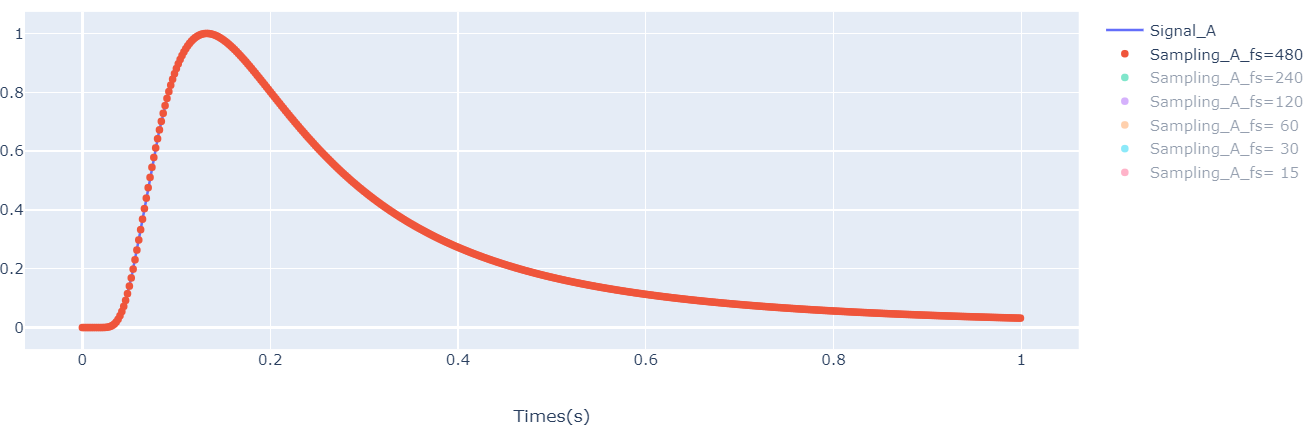 1
0.8
0.6
0.4
0.2
0
0
0.2
0.4
0.6
0.8
1
Times(s)
Signal_A
Sampling_A_fs=480
Sampling_A_fs=240
Sampling_A_fs=120
Sampling_A_fs= 60
Sampling_A_fs= 30
Sampling_A_fs= 15